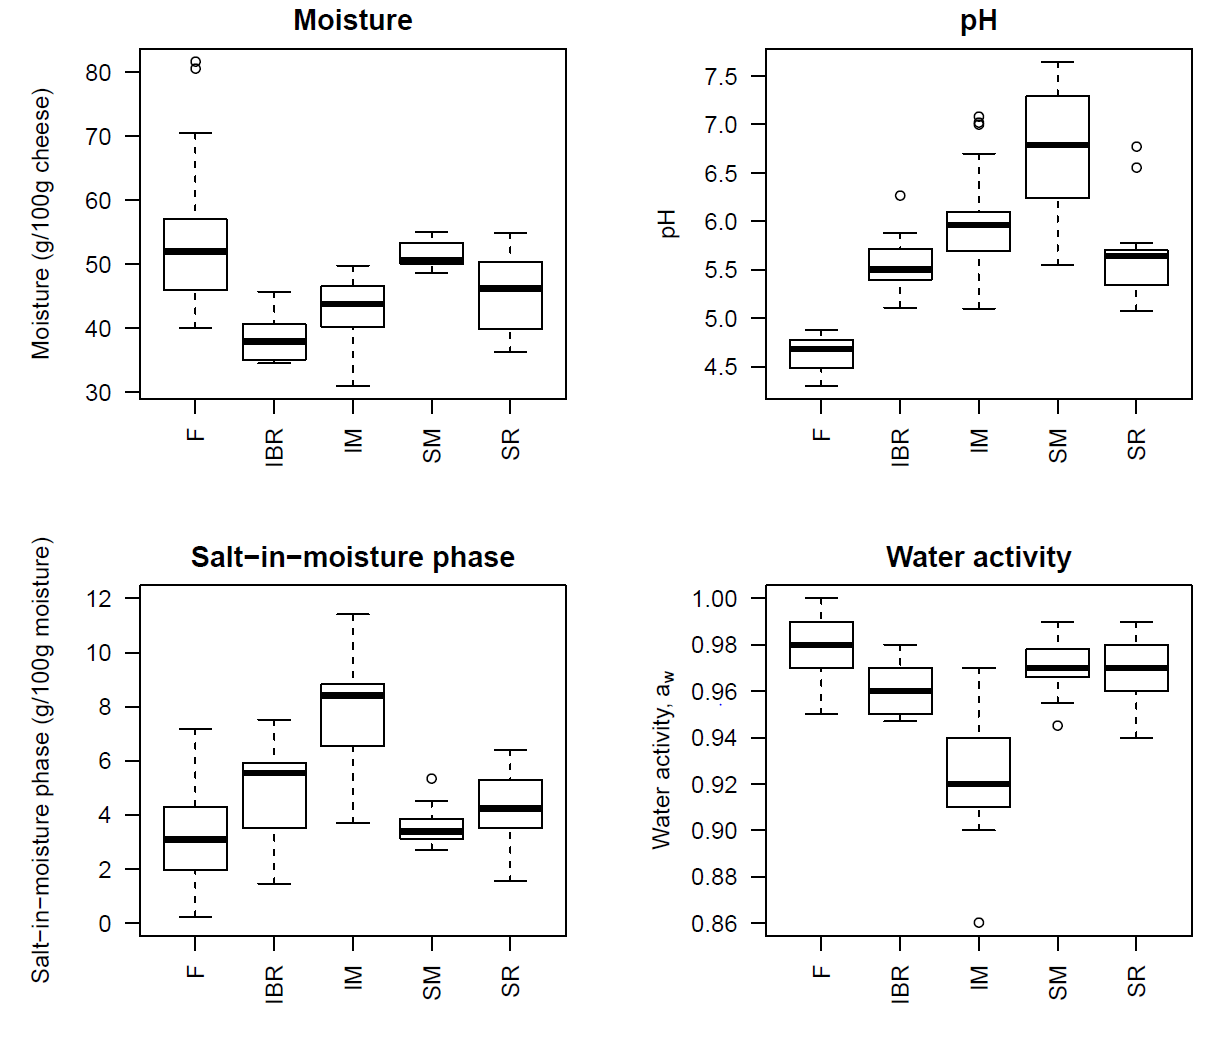 Moisture
Moisture (g/100g cheese)
80
70
60
50
40
30
F
IBR
IM
SM
SR
pH
pH
7.5
7.0
6.5
6.0
5.5
5.0
4.5
F
IBR
IM
SM
SR
Salt−in−moisture phase
Salt−in−moisture phase (g/100g moisture)
12
10
8
6
4
2
0
F
IBR
IM
SM
SR
Water activity
Water activity, aw
1.00
0.98
0.96
0.94
0.92
0.90
0.88
0.86
F
IBR
IM
SM
SR